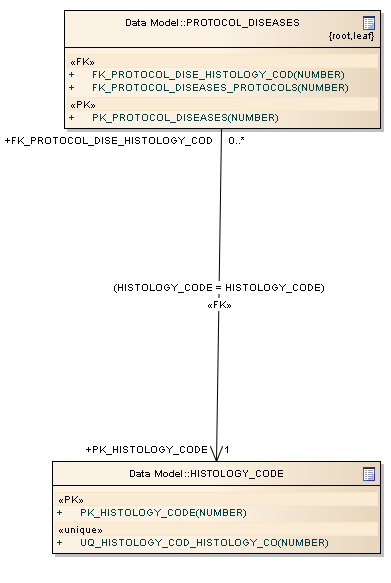 Data Model::PROTOCOL_DISEASES
{root,leaf}
«FK»
+ FK_PROTOCOL_DISE_HISTOLOGY_COD(NUMBER)
+ FK_PROTOCOL_DISEASES_PROTOCOLS(NUMBER)
«PK»
+ PK_PROTOCOL_DISEASES(NUMBER)
+FK_PROTOCOL_DISE_HISTOLOGY_COD 0..*
(HISTOLOGY_CODE = HISTOLOGY_CODE)
«FK»
+PK_HISTOLOGY_CODE 1
Data Model::HISTOLOGY_CODE
«PK»
+ PK_HISTOLOGY_CODE(NUMBER)
«unique»
+ UQ_HISTOLOGY_COD_HISTOLOGY_CO(NUMBER)